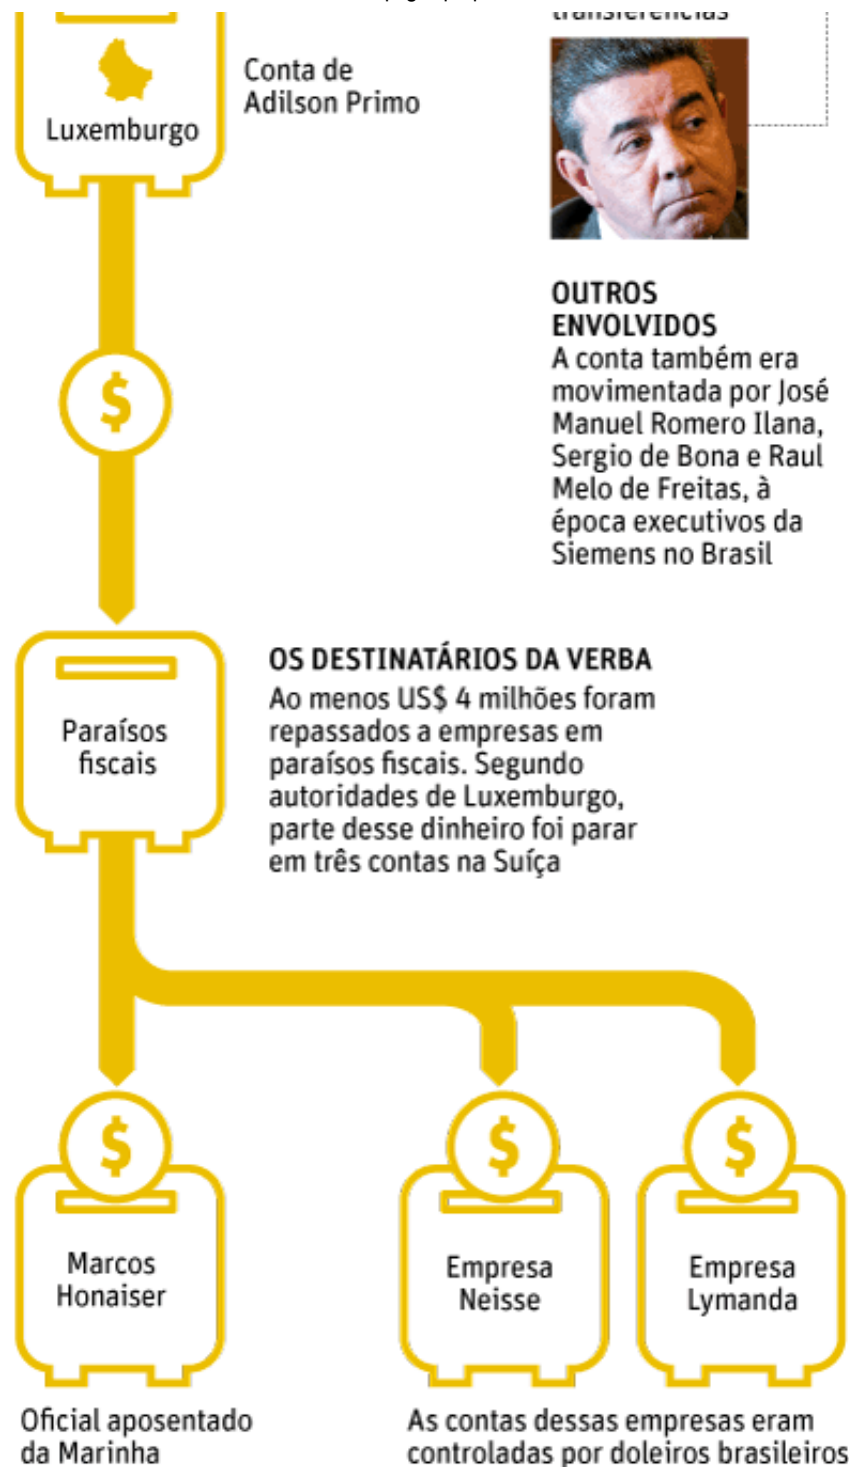 transferências
Luxemburgo
Conta de
Adilson Primo
OUTROS
ENVOLVIDOS
A conta também era
movimentada por José
Manuel Romero Ilana,
Sergio de Bona e Raul
Melo de Freitas, à
época executivos da
Siemens no Brasil
$
Paraísos
fiscais
OS DESTINATÁRIOS DA VERBA
Ao menos US$ 4 milhões foram
repassados a empresas em
paraísos fiscais. Segundo
autoridades de Luxemburgo,
parte desse dinheiro foi parar
em três contas na Suíça
$
Marcos
Honaiser
Oficial aposentado
da Marinha
$
Empresa
Neisse
$
Empresa
Lymanda
As contas dessas empresas eram
controladas por doleiros brasileiros